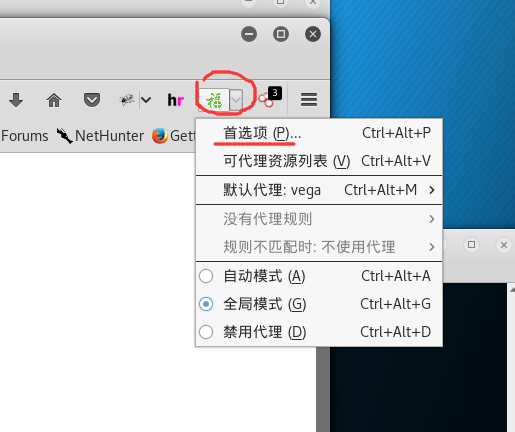 hr
福
3
Forums NetHunter Gett
首选项 (P)... Ctrl+Alt+P
可代理资源列表 (V) Ctrl+Alt+V
默认代理: vega Ctrl+Alt+M
没有代理规则
规则不匹配时: 不使用代理
自动模式 (A) Ctrl+Alt+A
全局模式 (G) Ctrl+Alt+G
禁用代理 (D) Ctrl+Alt+D